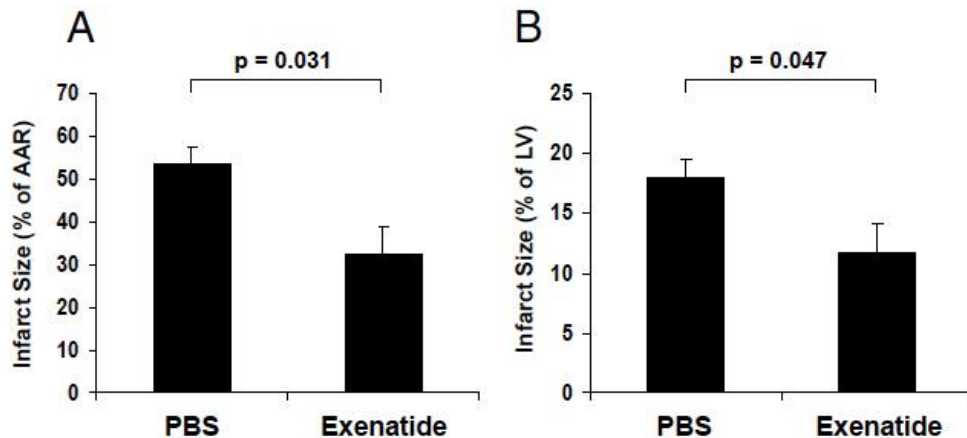 A
p = 0.031
Infarct Size (% of AAR)
70
60
50
40
30
20
10
0
PBS Exenatide
B
p = 0.047
Infarct Size (% of LV)
25
20
15
10
5
0
PBS Exenatide